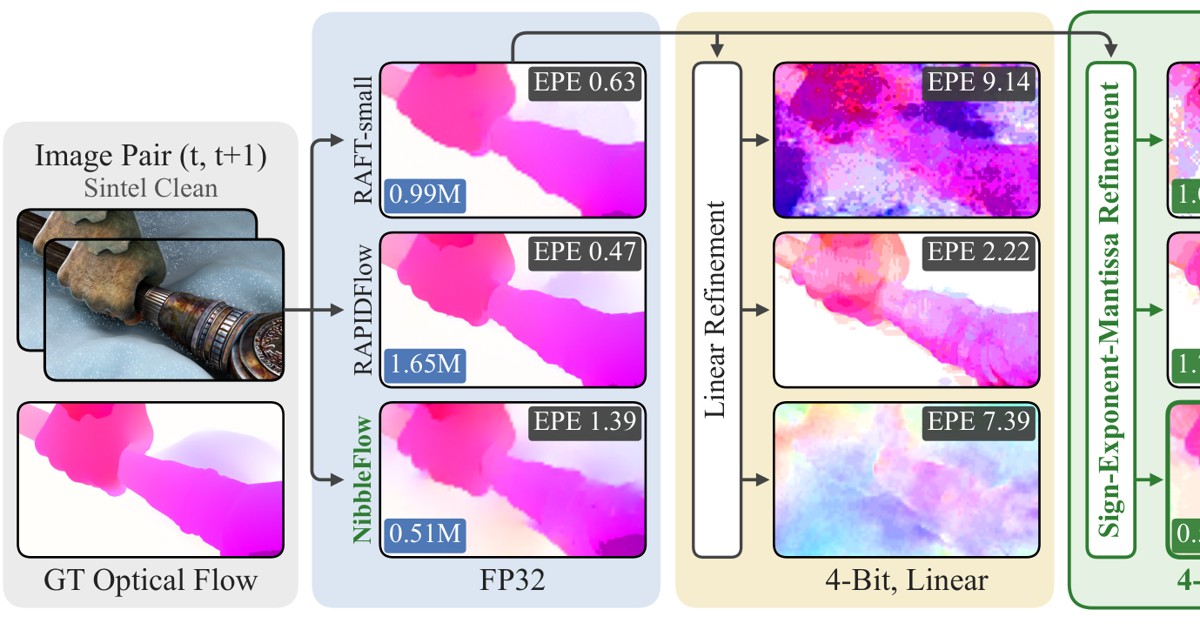 Image Pair (t, t+1)
Sintel Clean
GT Optical Flow
RAFT-small
EPE 0.63
0.99M
RAPIDFlow
EPE 0.47
1.65M
NibbleFlow
EPE 1.39
0.51M
FP32
Linear Refinement
EPE 9.14
EPE 2.22
EPE 7.39
4-Bit, Linear
Sign-Exponent-Mantissa Refinement